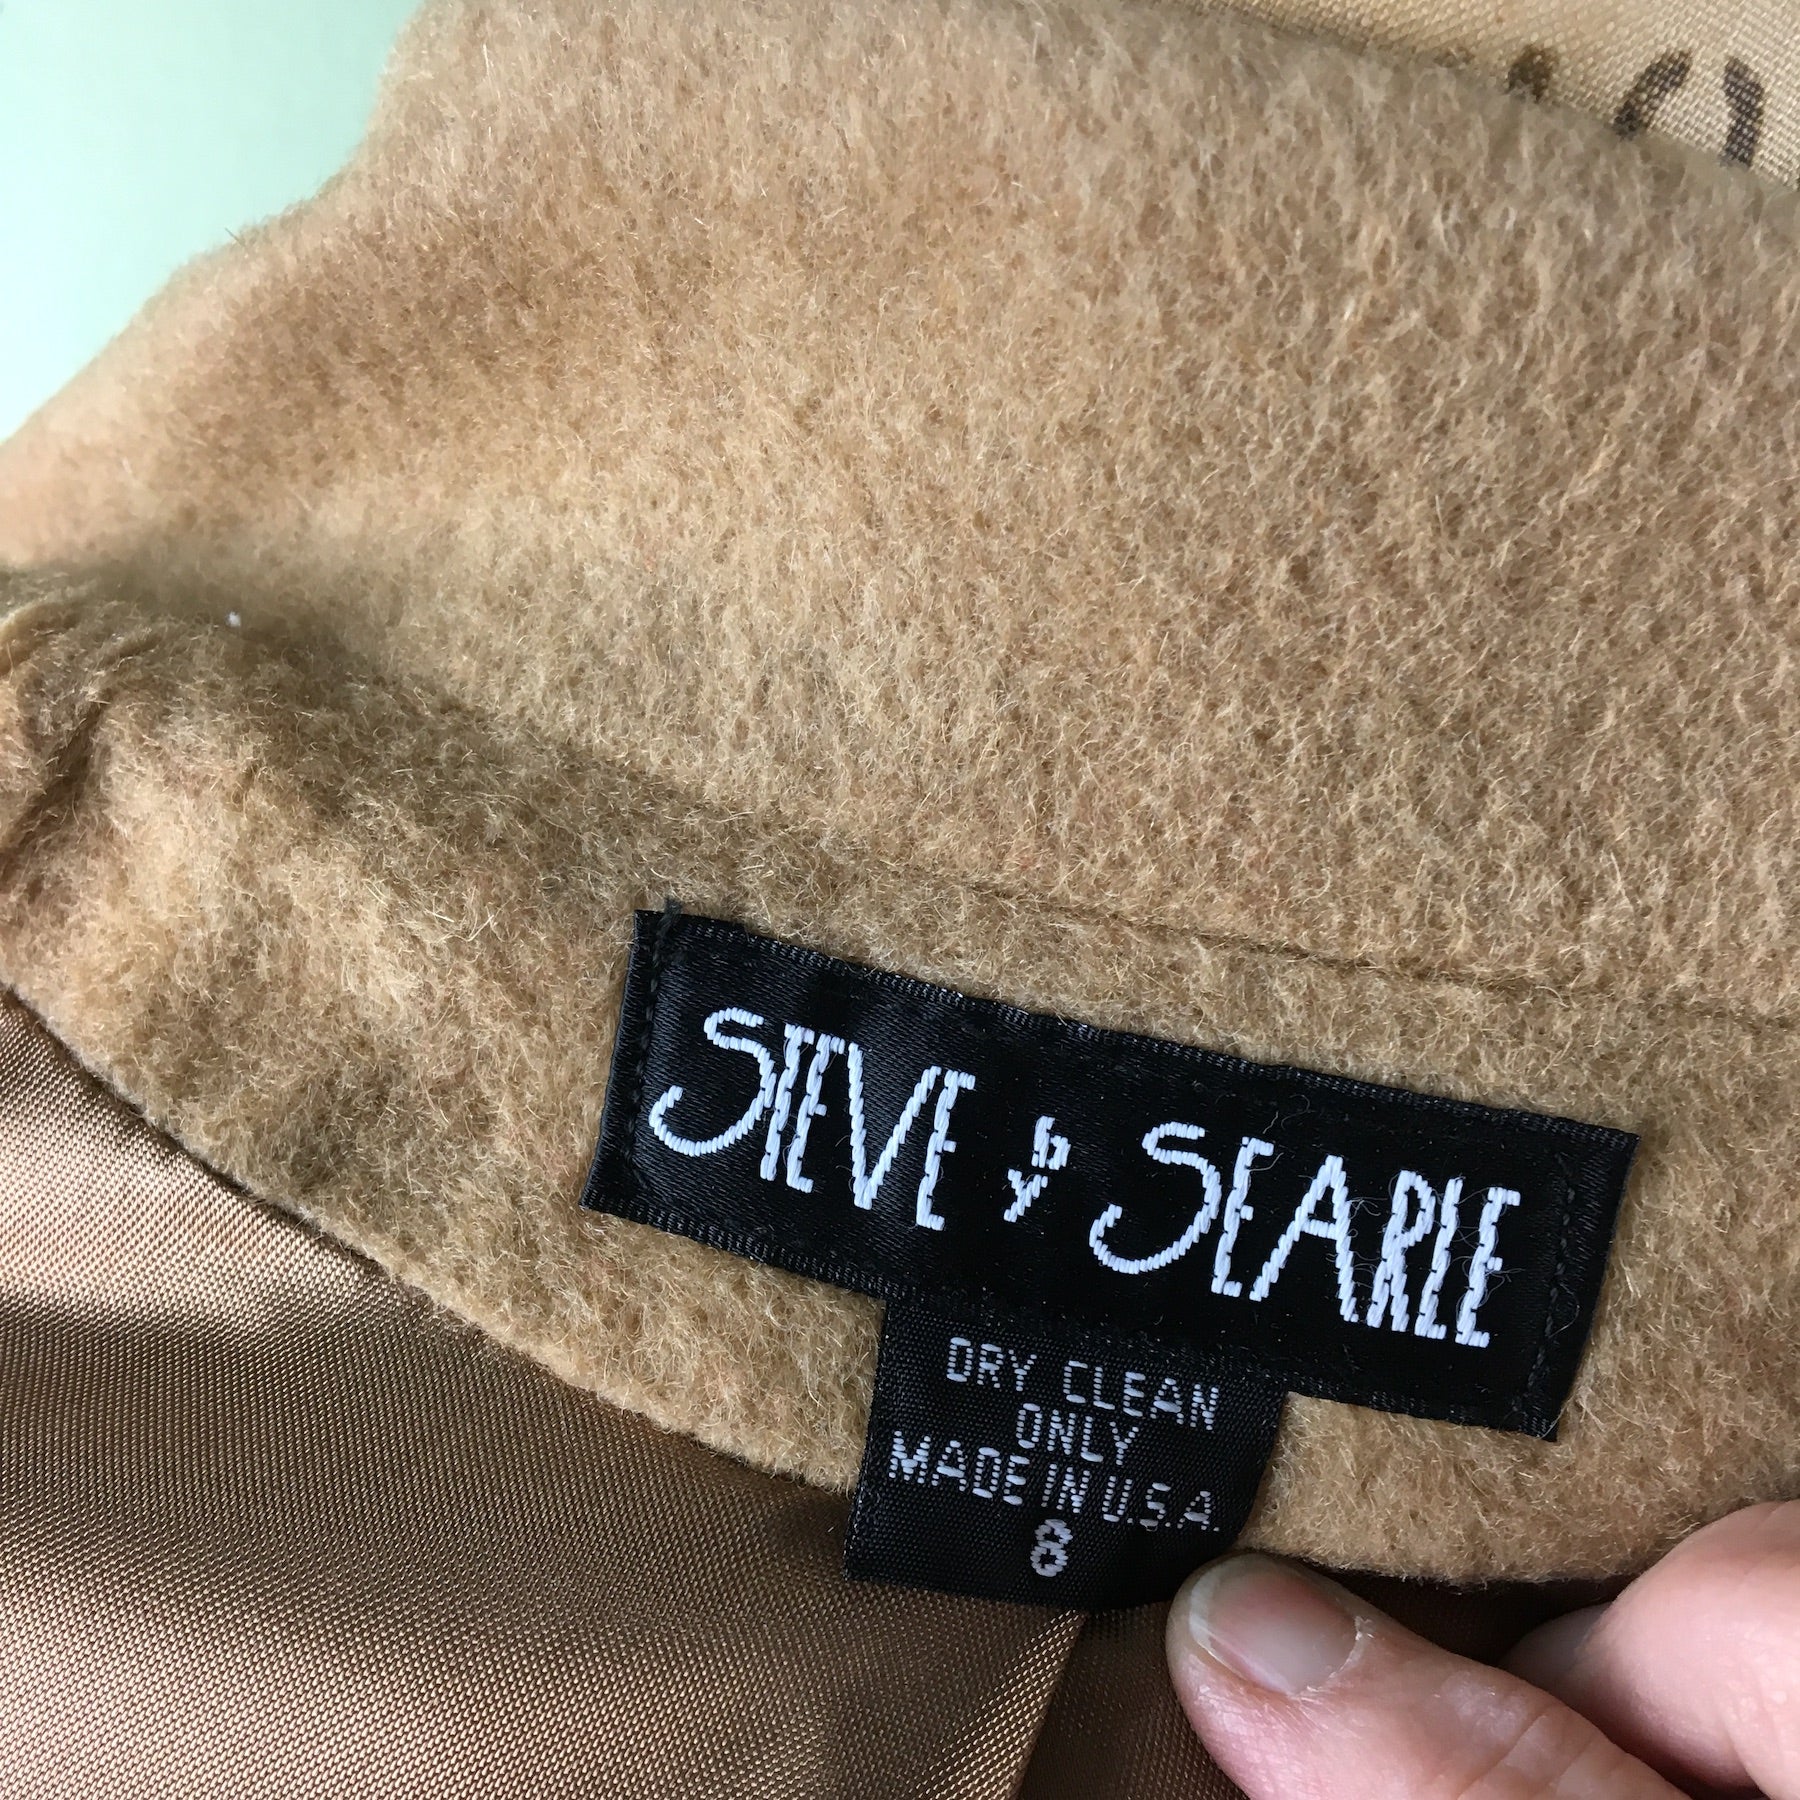 STEVE by SEARLE
DRY CLEAN
ONLY
MADE IN U.S.A.
8